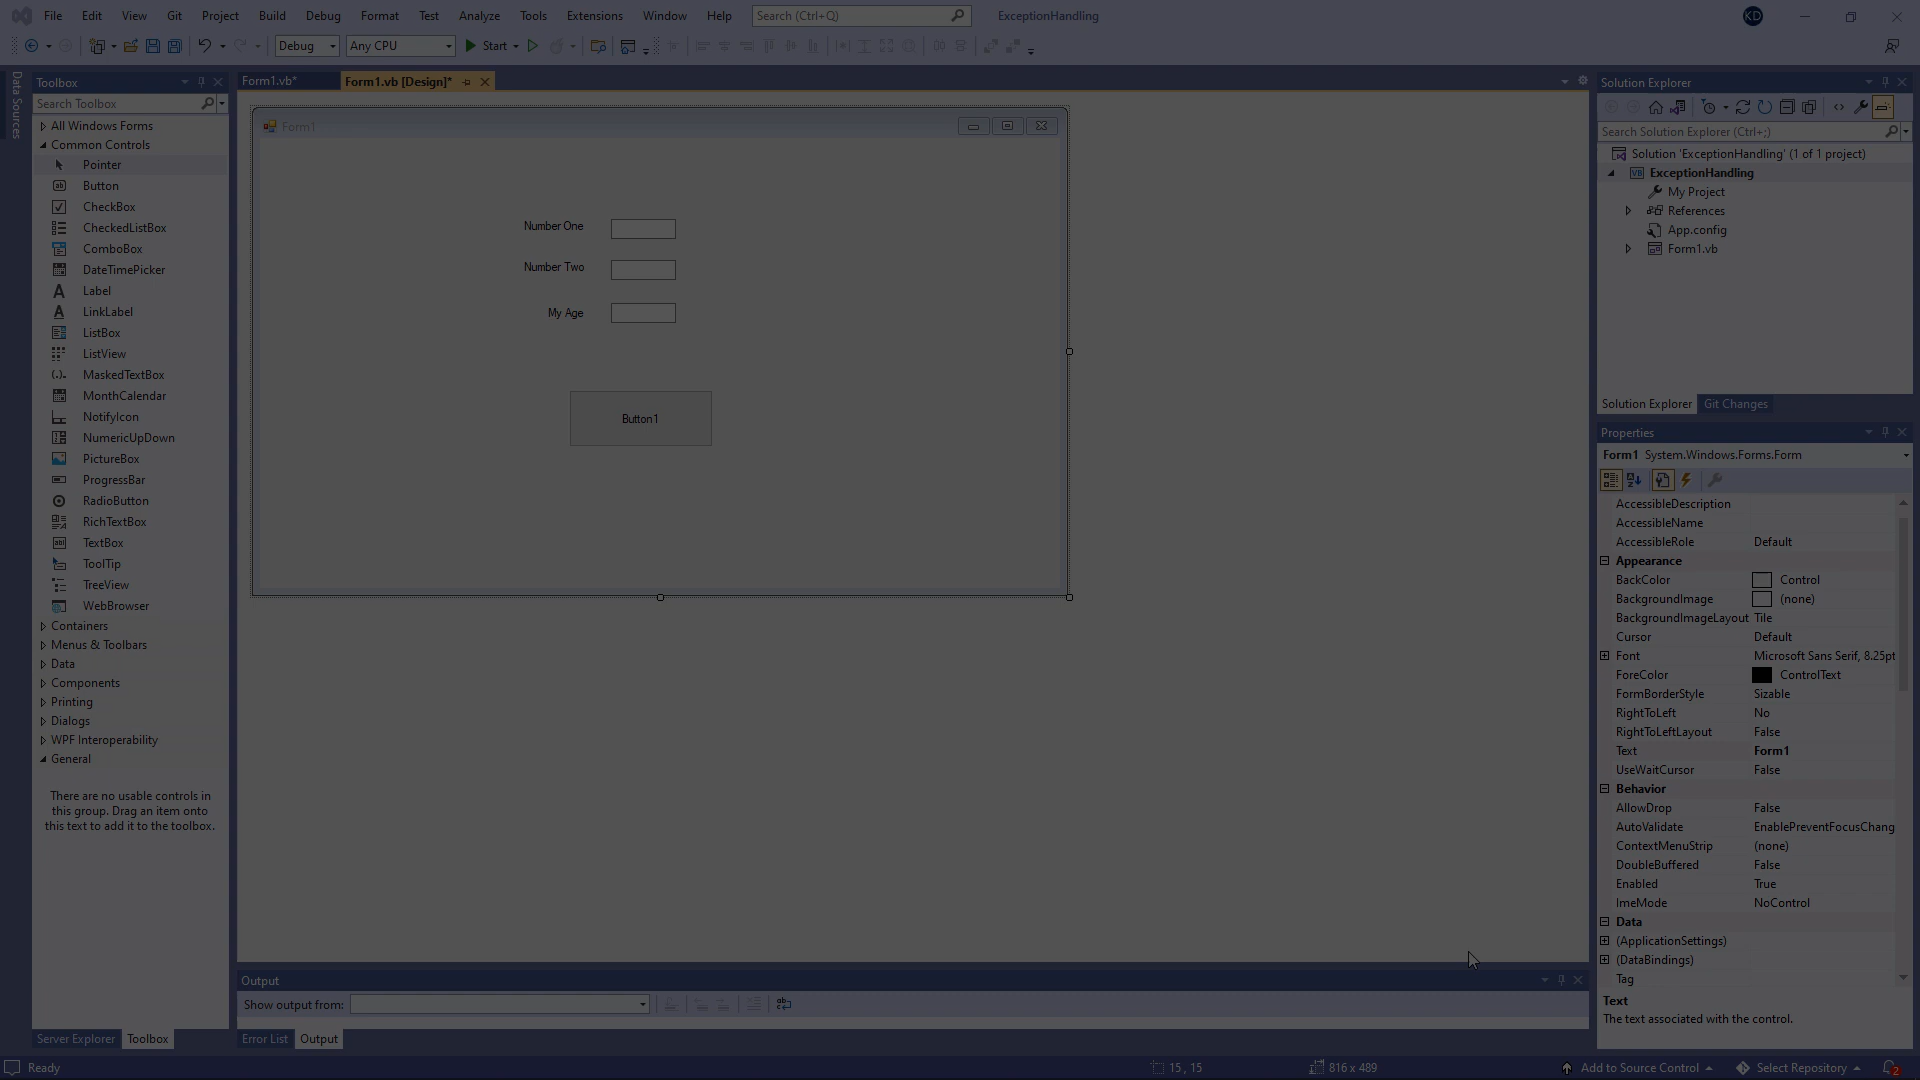 File Edit View Git Project Build Debug Format Test Analyze Tools Extensions Window Help Search (Ctrl+Q) ExceptionHandling KD
Debug Any CPU Start
Data Sources
Toolbox
Search Toolbox
All Windows Forms
Common Controls
Pointer
Button
CheckBox
CheckedListBox
ComboBox
DateTimePicker
Label
LinkLabel
ListBox
ListView
MaskedTextBox
MonthCalendar
NotifyIcon
NumericUpDown
PictureBox
ProgressBar
RadioButton
RichTextBox
TextBox
ToolTip
TreeView
WebBrowser
Containers
Menus & Toolbars
Data
Components
Printing
Dialogs
WPF Interoperability
General
There are no usable controls in
this group. Drag an item onto
this text to add it to the toolbox.
Server Explorer Toolbox
Form1.vb* Form1.vb [Design]*
Form1
Number One
Number Two
My Age
Button1
Output
Show output from:
Error List Output
Solution Explorer
Search Solution Explorer (Ctrl+;)
Solution 'ExceptionHandling' (1 of 1 project)
VB ExceptionHandling
My Project
References
App.config
Form1.vb
Solution Explorer Git Changes
Properties
Form1 System.Windows.Forms.Form
AccessibleDescription
AccessibleName
AccessibleRole Default
Appearance
BackColor Control
BackgroundImage (none)
BackgroundImageLayout Tile
Cursor Default
Font Microsoft Sans Serif, 8.25pt
ForeColor ControlText
FormBorderStyle Sizable
RightToLeft No
RightToLeftLayout False
Text Form1
UseWaitCursor False
Behavior
AllowDrop False
AutoValidate EnablePreventFocusChang
ContextMenuStrip (none)
DoubleBuffered False
Enabled True
ImeMode NoControl
Data
(ApplicationSettings)
(DataBindings)
Tag
Text
The text associated with the control.
Ready 15 , 15 816 x 489 Add to Source Control Select Repository 2